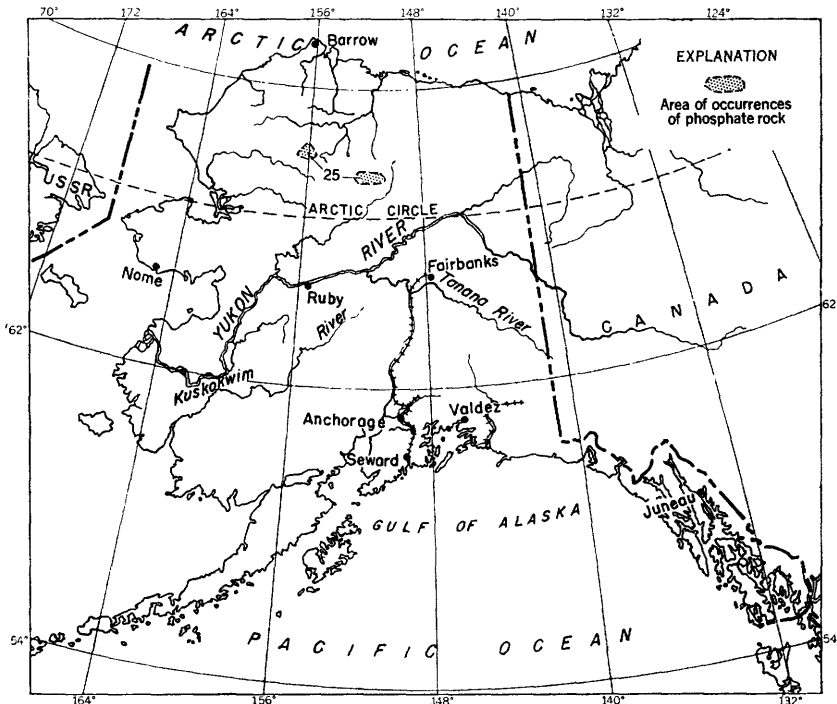 70° 172 164° 156° 148° 140° 132° 124°
ARCTIC OCEAN
Barrow
EXPLANATION
Area of occurrences
of phosphate rock
USSR
25
ARCTIC CIRCLE
YUKON RIVER
Nome
Fairbanks
Ruby
Tanana River
CANADA
62° 62
Kuskokwim River
Anchorage
Valdez
Seward
Juneau
GULF OF ALASKA
PACIFIC OCEAN
54° 54
164° 156° 148° 140° 132°